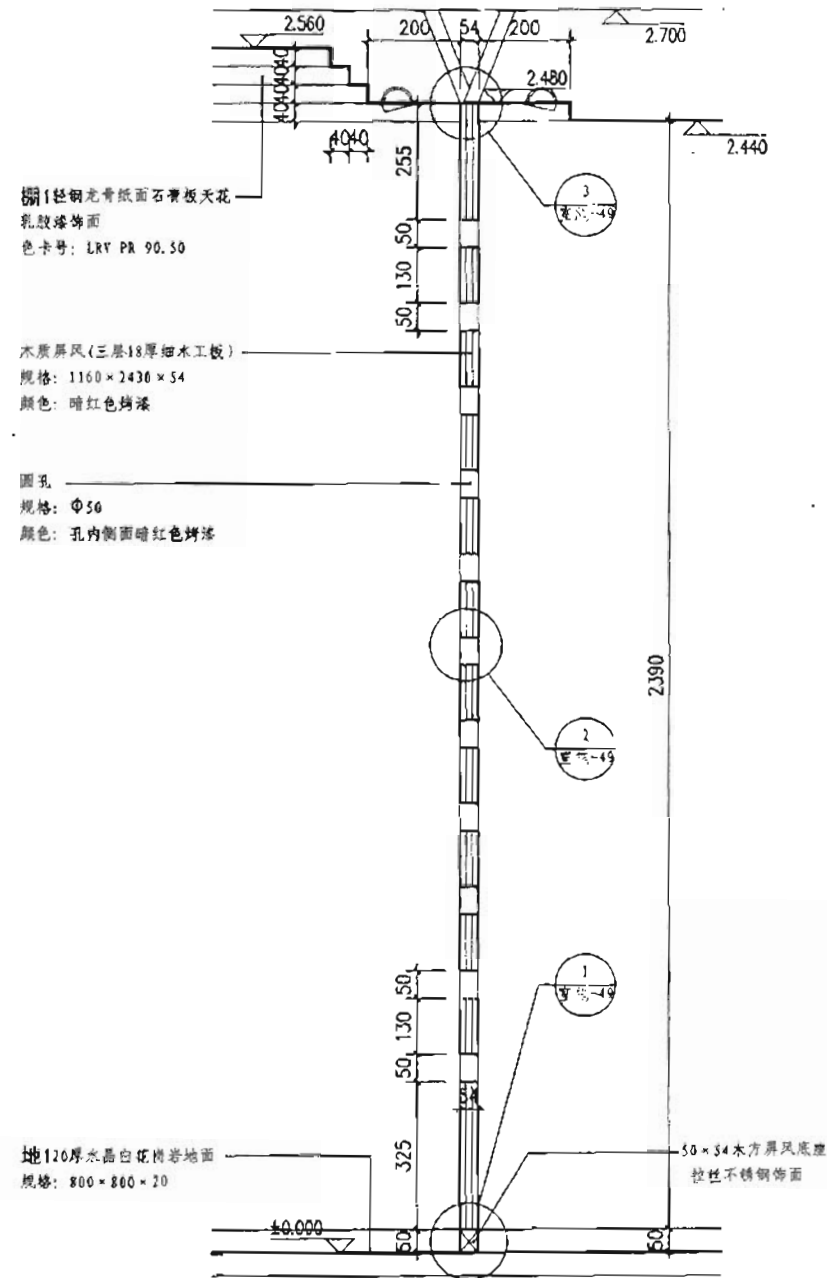 2.560
200
54
200
2.700
4040
4040
2.480
4040
2.440
255
棚1轻钢龙骨纸面石膏板天花
乳胶漆饰面
色卡号: LRV PR 90.50
3
50
130
50
木质屏风(三层18厚细木工板)
规格: 1160×2430×54
颜色: 暗红色烤漆
圆孔
规格: Φ50
颜色: 孔内侧面暗红色烤漆
2390
2
1
50
130
50
54
325
地120厚水晶白花岗岩地面
规格: 800×800×20
50×54木方屏风底座
拉丝不锈钢饰面
±0.000
50
50